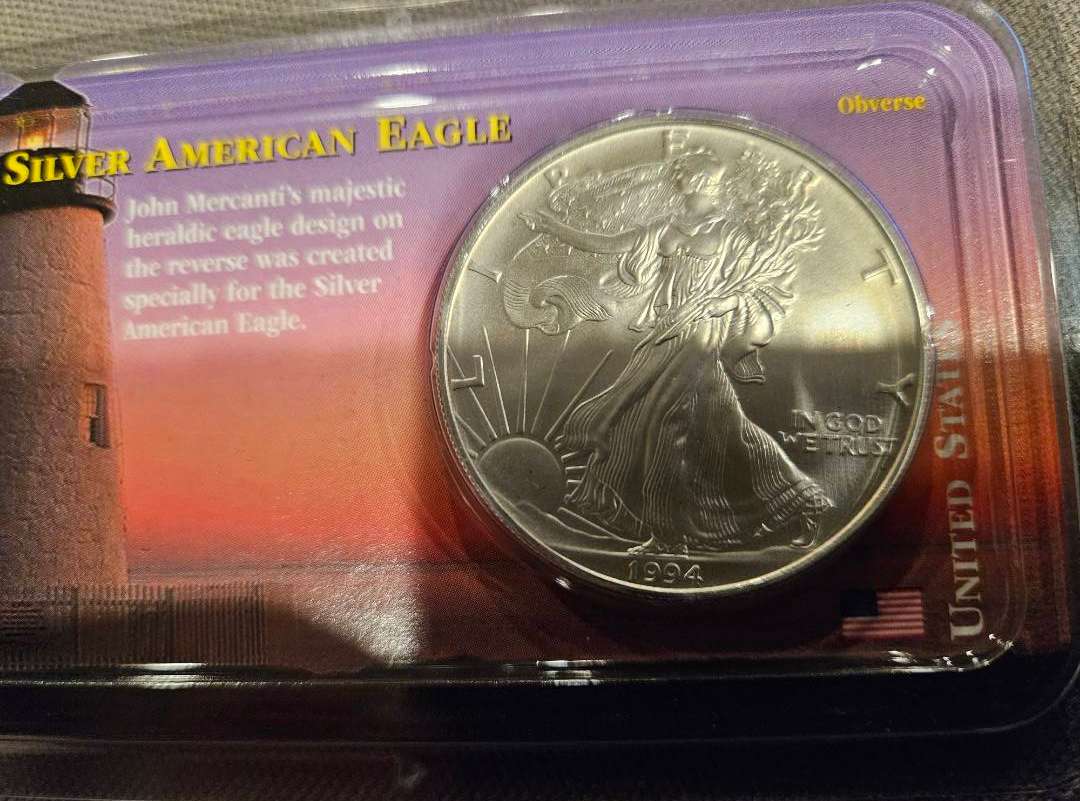 Obverse
SILVER AMERICAN EAGLE
John Mercanti's majestic
heraldic eagle design on
the reverse was created
specially for the Silver
American Eagle.
LIBERTY
IN GOD
WE TRUST
1994
UNITED STATES